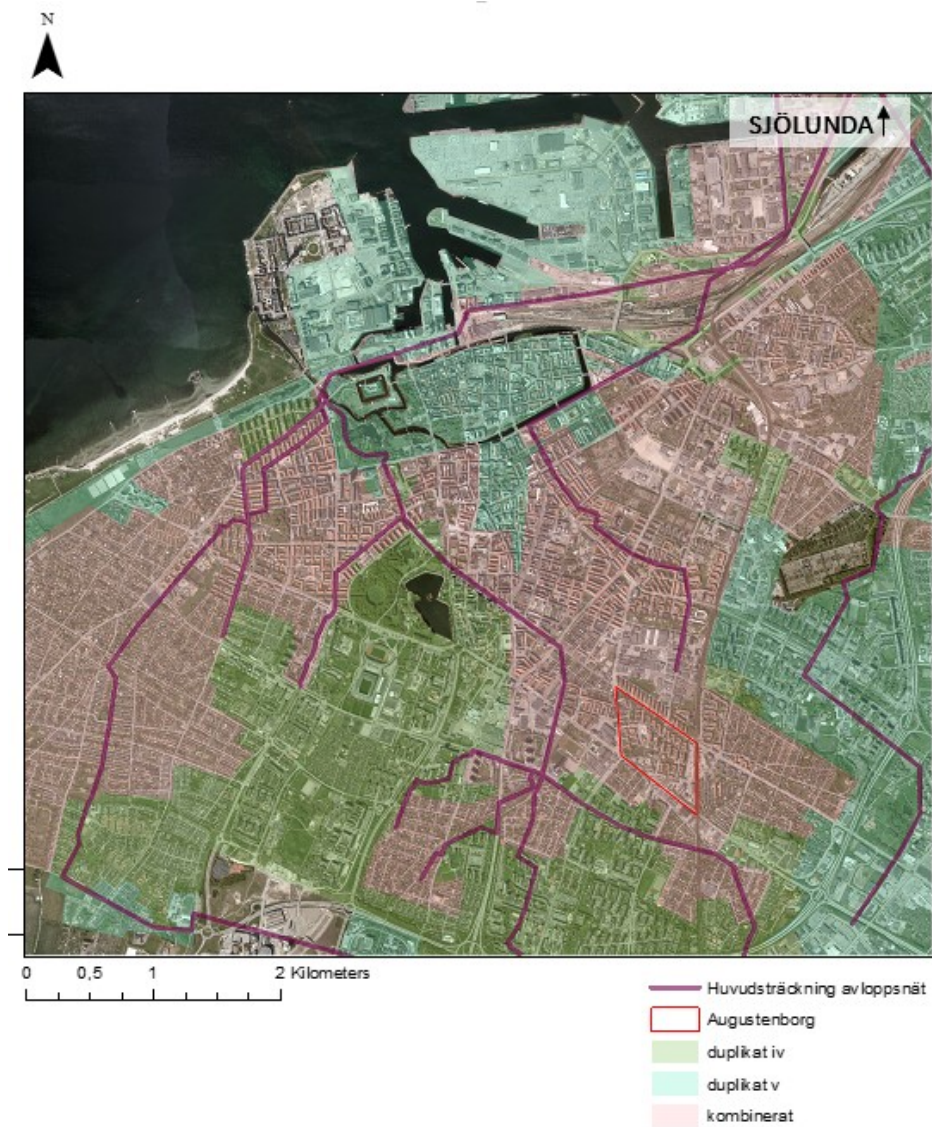 N
SJÖLUNDA
0 0,5 1 2 Kilometers
Huvudsträckning avloppsnät
Augustenborg
duplikat iv
duplikat v
kombinerat